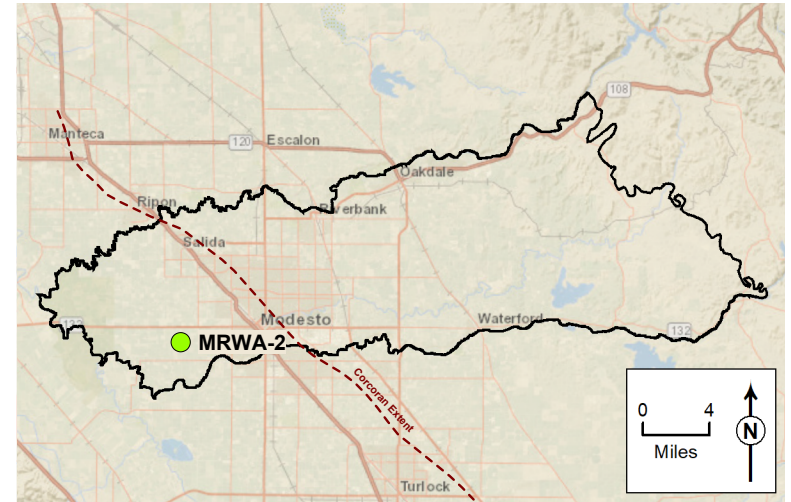 108
Manteca
120
Escalon
Oakdale
Ripon
Riverbank
Salida
132
Modesto
Waterford
132
MRWA-2
Corcoran Extent
Turlock
0 4
Miles
N